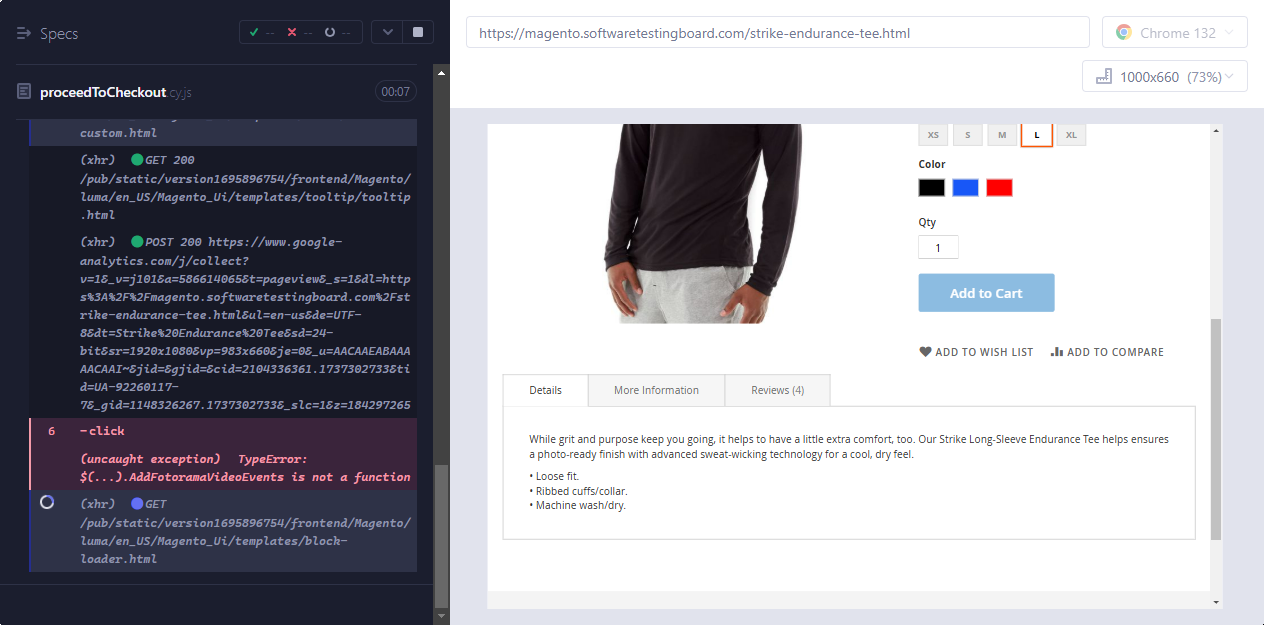 Specs
-- -- --
proceedToCheckout.cy.js
00:07
custom.html
(xhr) GET 200
/pub/static/version1695896754/frontend/Magento/
luma/en_US/Magento_Ui/templates/tooltip/tooltip
.html
(xhr) POST 200 https://www.google-
analytics.com/j/collect?
v=1&_v=j101&a=586614065&t=pageview&_s=1&dl=http
s%3A%2F%2Fmagento.softwaretestingboard.com%2Fst
rike-endurance-tee.html&ul=en-us&de=UTF-
8&dt=Strike%20Endurance%20Tee&sd=24-
bit&sr=1920x1080&vp=983x660&je=0&_u=AACAAEABAAA
AACAAI~&jid=&gjid=&cid=2104336361.1737302733&ti
d=UA-92260117-
7&_gid=1148326267.1737302733&_slc=1&z=184297265
6 -click
(uncaught exception) TypeError:
$(...).AddFotoramaVideoEvents is not a function
(xhr) GET
/pub/static/version1695896754/frontend/Magento/
luma/en_US/Magento_Ui/templates/block-
loader.html
https://magento.softwaretestingboard.com/strike-endurance-tee.html
Chrome 132
1000x660 (73%)
XS S M L XL
Color
Qty
1
Add to Cart
ADD TO WISH LIST ADD TO COMPARE
Details More Information Reviews (4)
While grit and purpose keep you going, it helps to have a little extra comfort, too. Our Strike Long-Sleeve Endurance Tee helps ensures
a photo-ready finish with advanced sweat-wicking technology for a cool, dry feel.
• Loose fit.
• Ribbed cuffs/collar.
• Machine wash/dry.